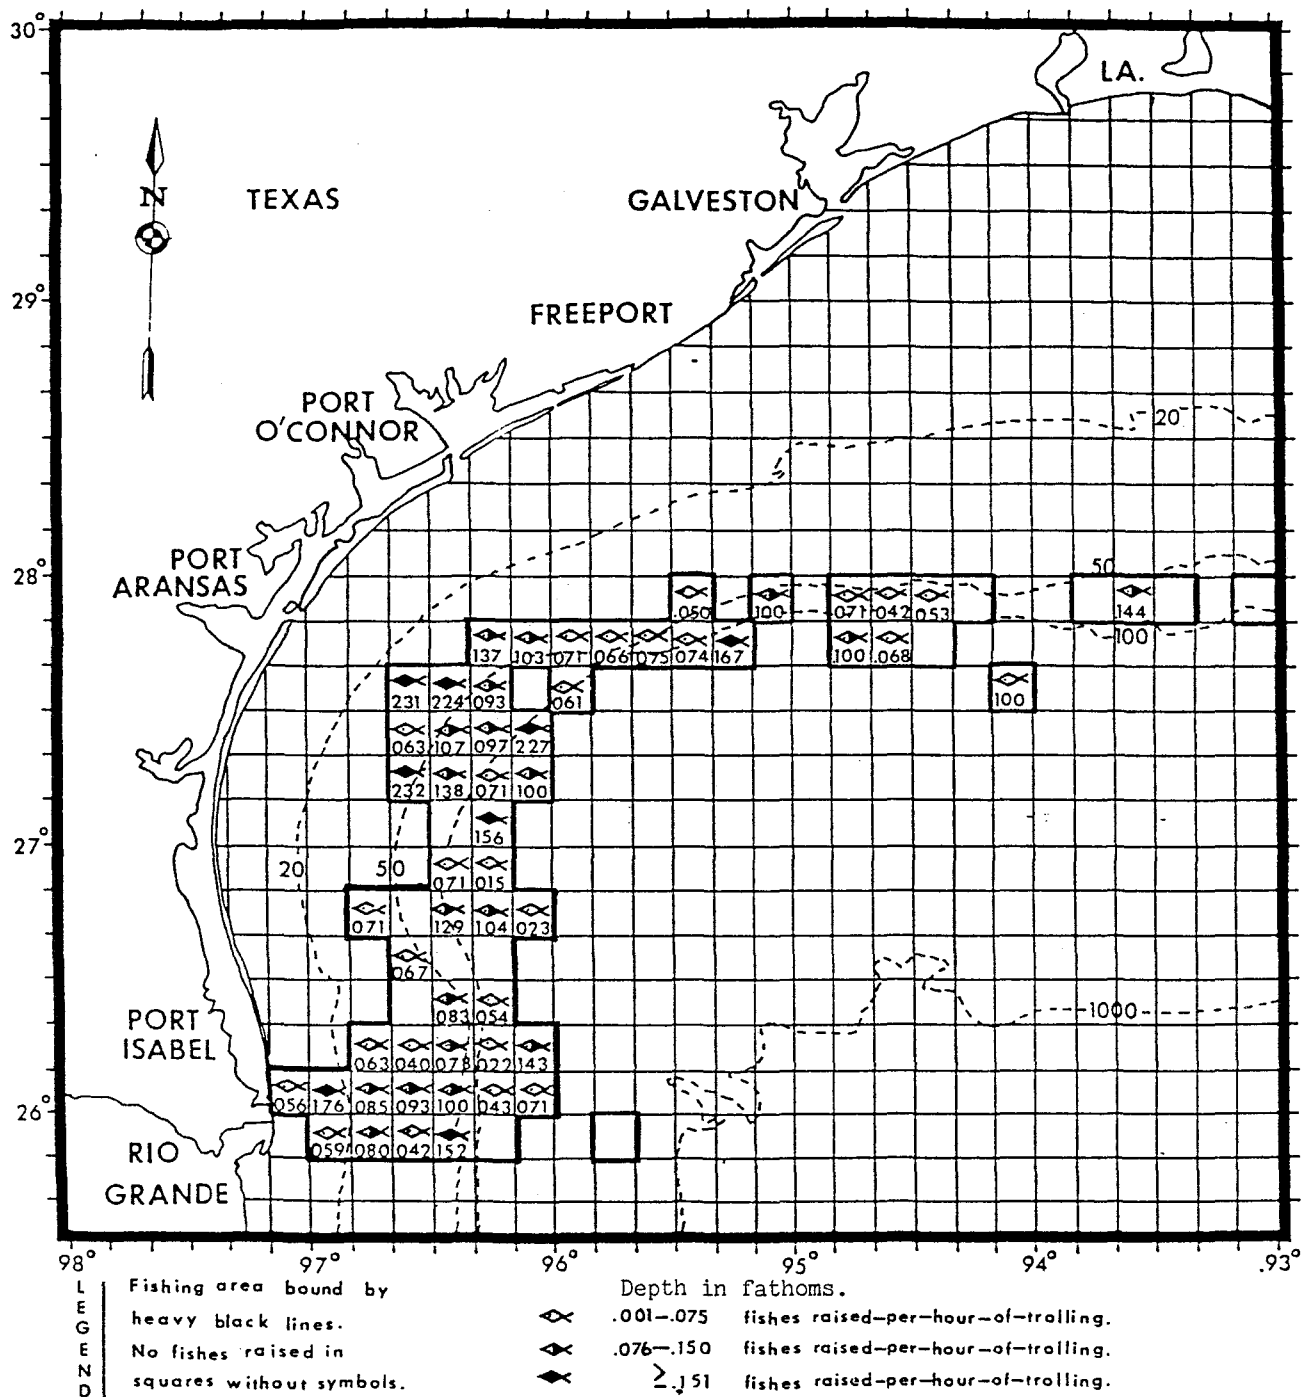 30°
LA.
N
TEXAS
GALVESTON
29°
FREEPORT
PORT
O'CONNOR
20
PORT
ARANSAS
28°
50
.050 .100 .071 .042 .053 .144
100
137 .103 .071 .066 .075 .074 .167 .100 .068
231 224 .093 .061 100
063 107 097 227
232 138 071 100
156
27°
20 50
071 015
071 129 104 023
067
083 054
1000
PORT
ISABEL
063 040 078 022 143
26°
056 176 085 093 100 043 071
059 080 042 152
RIO
GRANDE
98° 97° 96° 95° 94° 93°
LEGEND
Fishing area bound by
heavy black lines.
No fishes raised in
squares without symbols.
Depth in fathoms.
.001–.075 fishes raised–per–hour–of–trolling.
.076–.150 fishes raised–per–hour–of–trolling.
≥.151 fishes raised–per–hour–of–trolling.